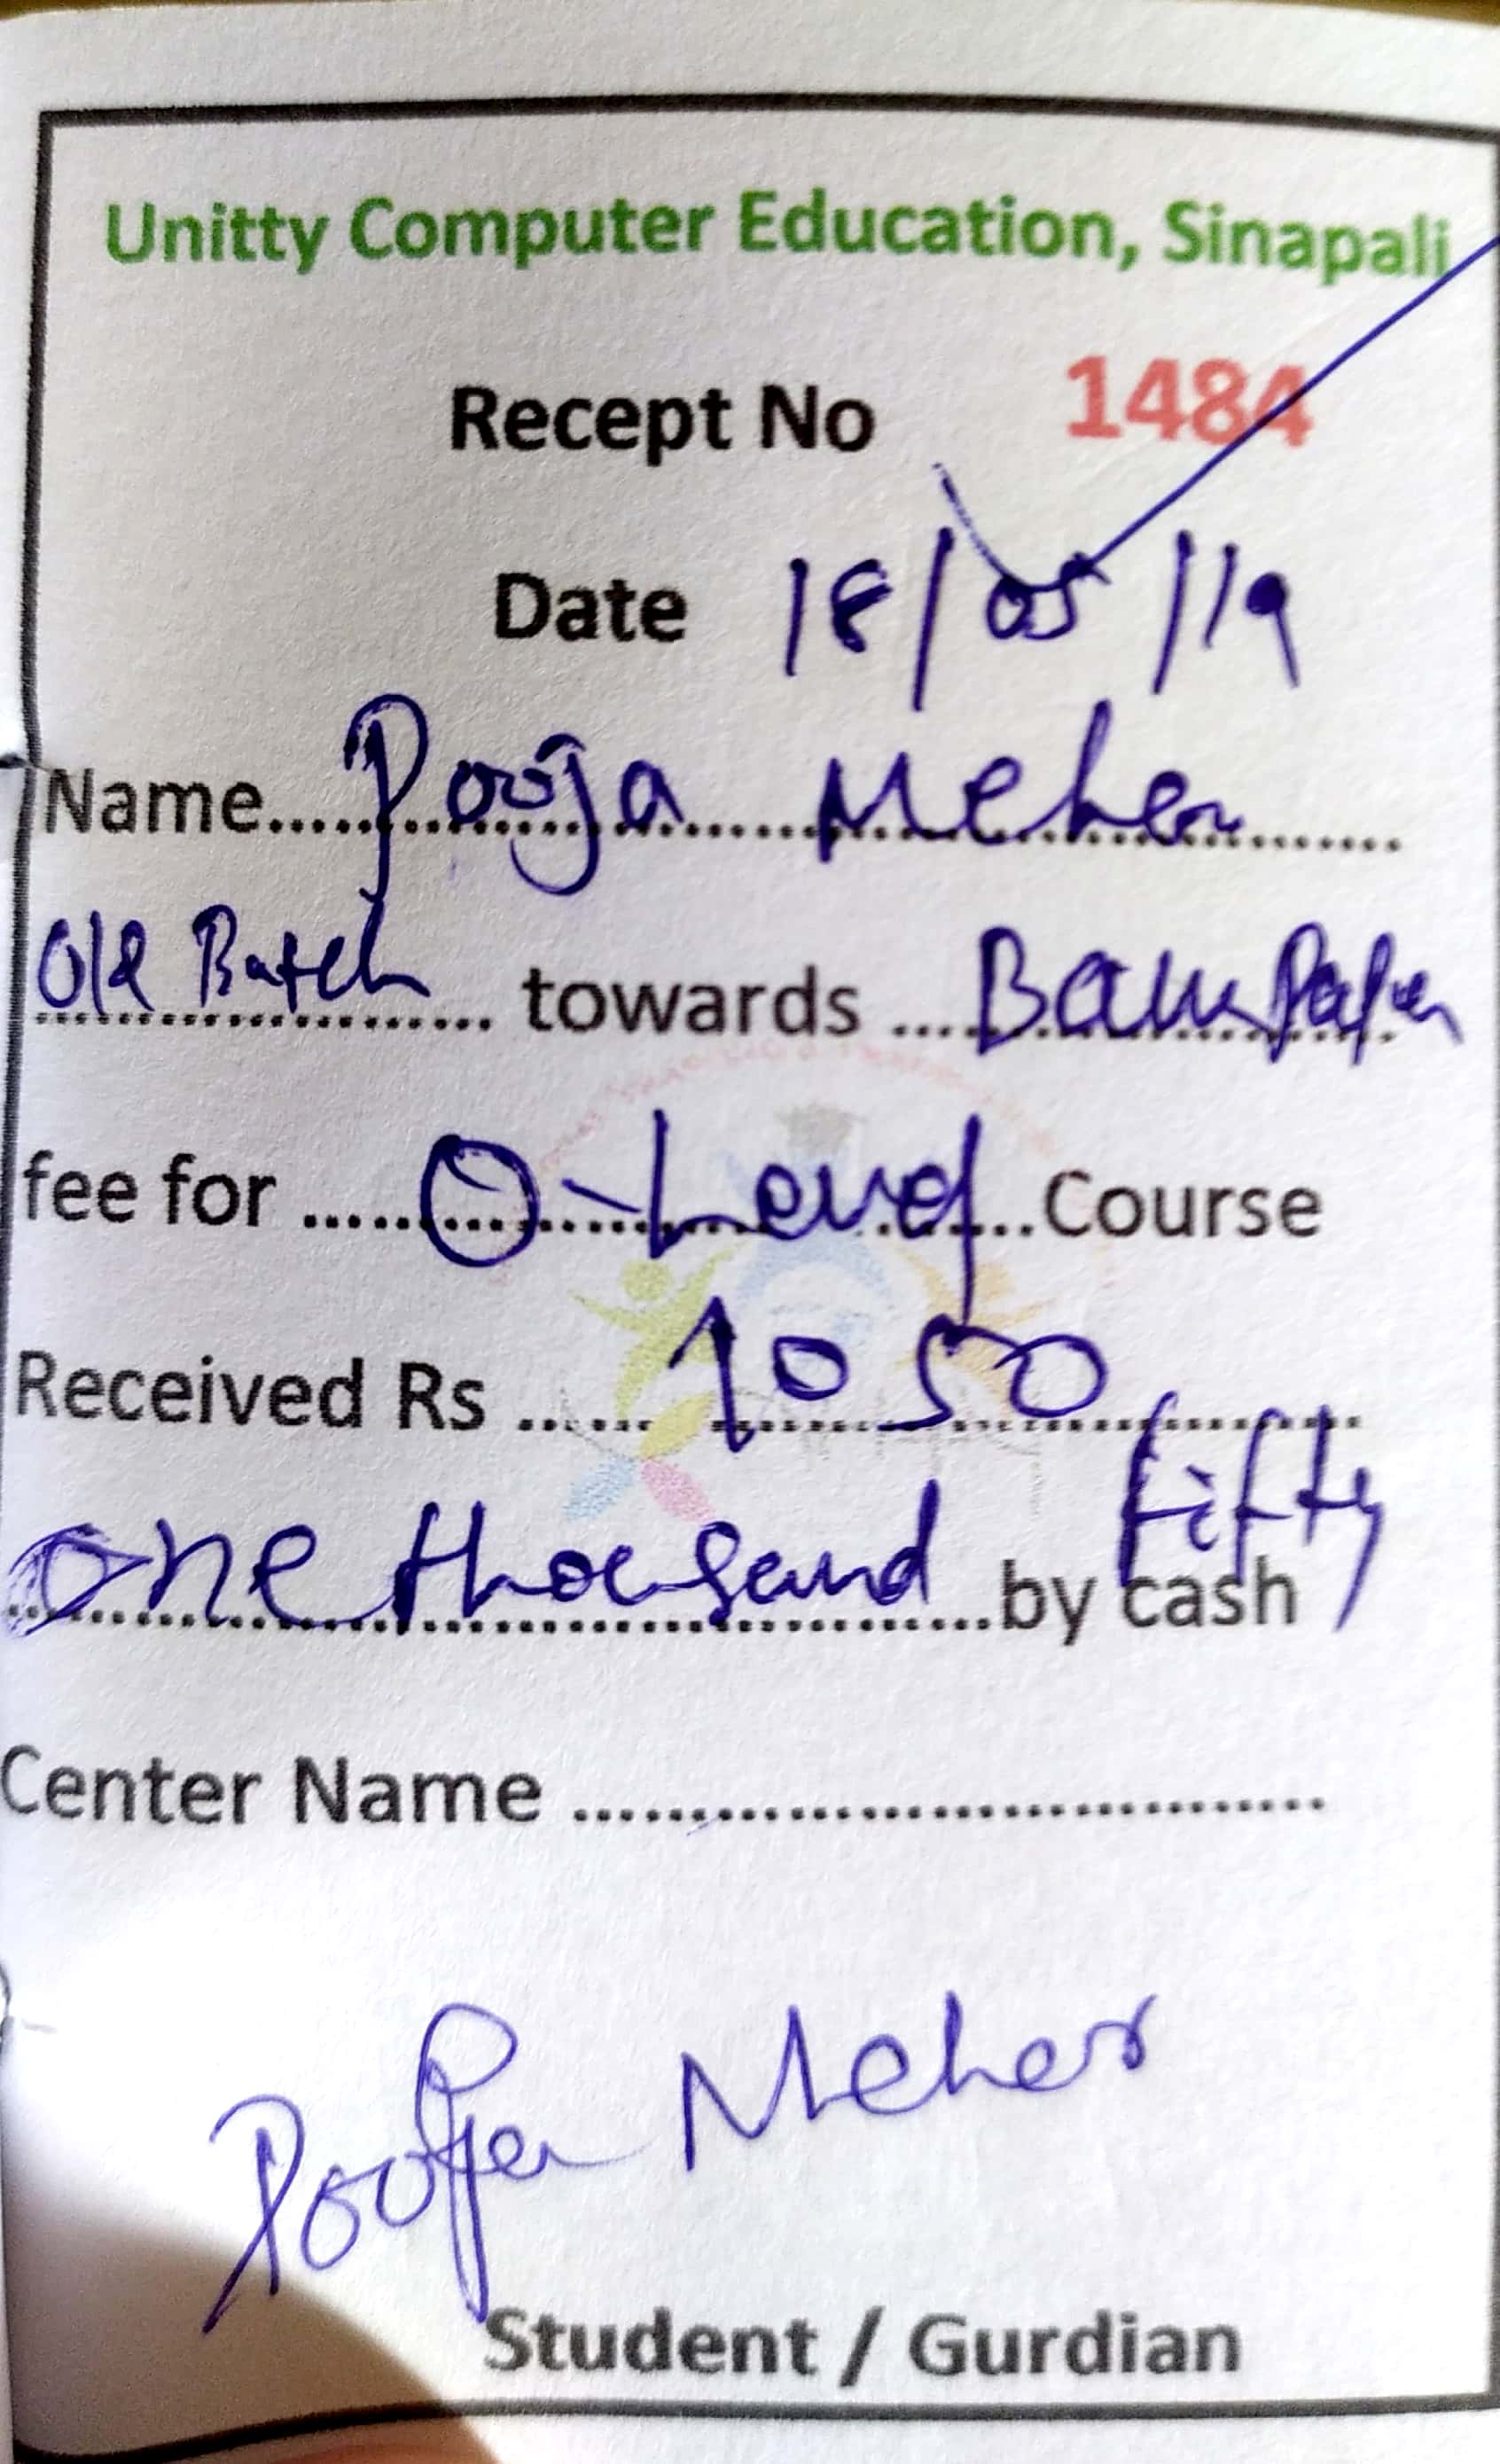 Unitty Computer Education, Sinapali
Recept No 1484
Date 18/05/19
Name.....Pooja Meher.....
Old Batch ..... towards ...
fee for .....O-Level.....Course
Received Rs ......1050.....
fifty
one thousand .....by cash
Center Name ...............................
Pooja Meher
Student / Gurdian